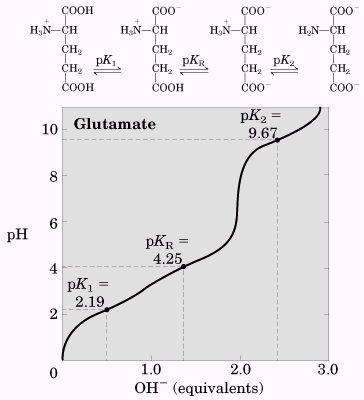 COOH COO⁻ COO⁻ COO⁻
H₃N⁺—CH H₃N⁺—CH H₃N⁺—CH H₂N—CH
CH₂ CH₂ CH₂ CH₂
CH₂ pK₁ CH₂ pKR CH₂ pK₂ CH₂
COOH COOH COO⁻ COO⁻
Glutamate
pK₂ =
9.67
pKR =
4.25
pK₁ =
2.19
pH
10
8
6
4
2
0
1.0 2.0 3.0
OH⁻ (equivalents)